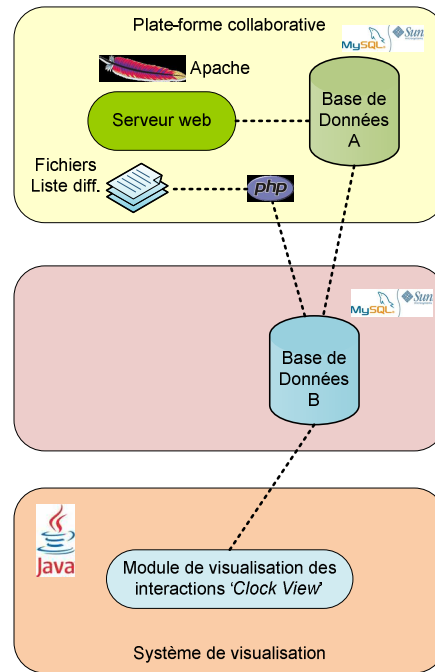 Plate-forme collaborative
MySQL
Sun
Apache
Serveur web
Base de
Données
A
Fichiers
Liste diff.
php
MySQL
Sun
Base de
Données
B
Java
Module de visualisation des
interactions ‘Clock View’
Système de visualisation